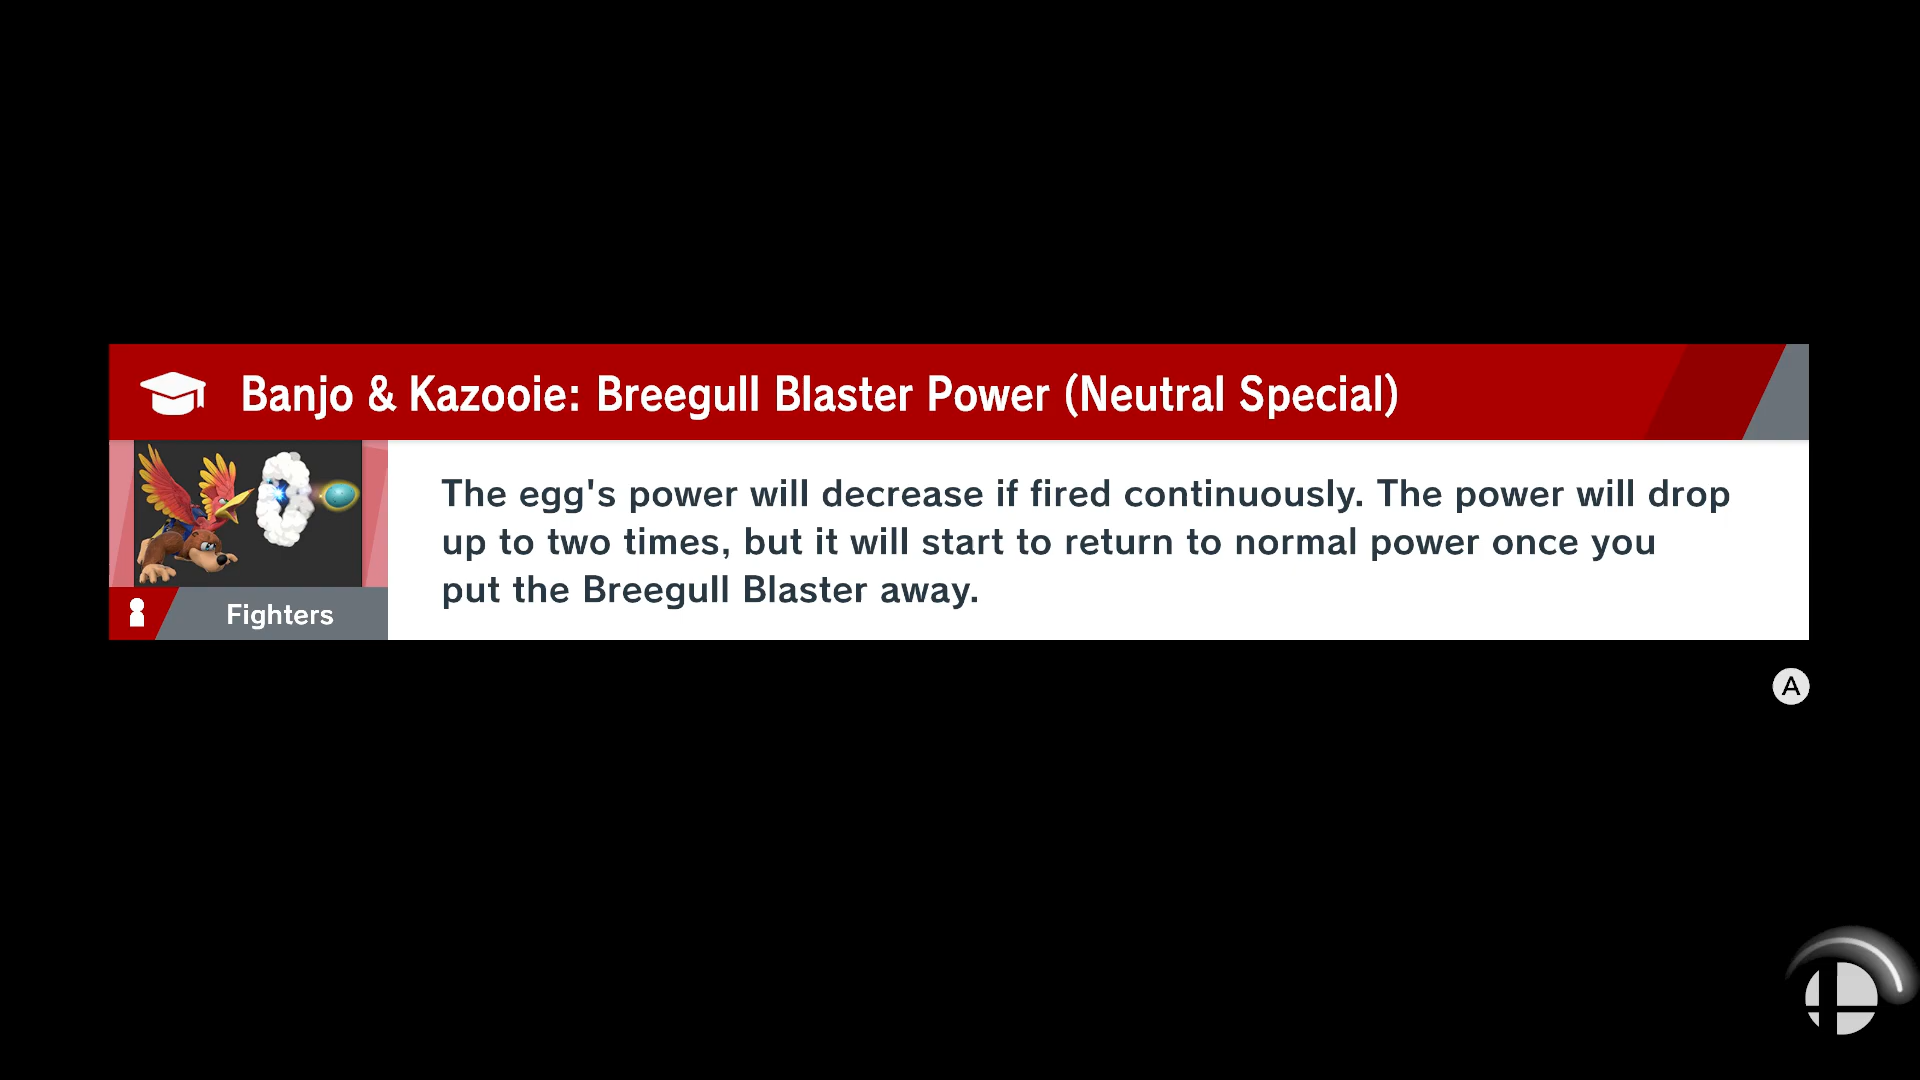 Banjo & Kazooie: Breegull Blaster Power (Neutral Special)
The egg's power will decrease if fired continuously. The power will drop
up to two times, but it will start to return to normal power once you
put the Breegull Blaster away.
Fighters
A